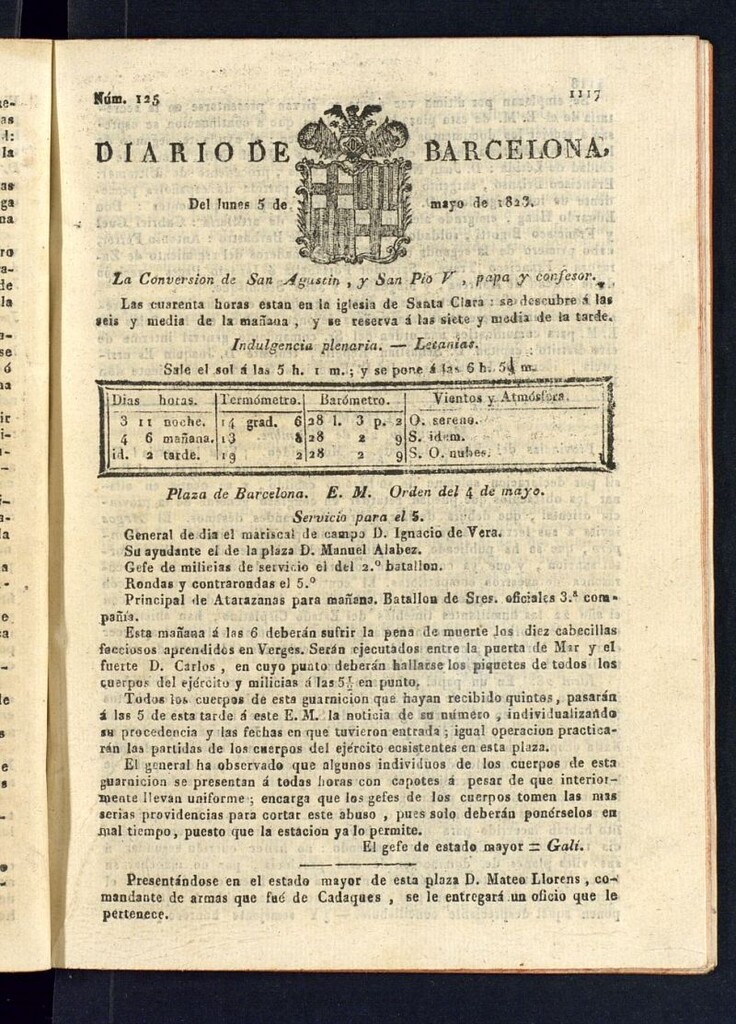 Núm. 125 1117
DIARIO DE BARCELONA,
Del lunes 5 de mayo de 1823.
La Conversion de San Agustin, y San Pio V, papa y confesor.
Las cuarenta horas estan en la iglesia de Santa Clara: se descubre á las
seis y media de la mañana, y se reserva á las siete y media de la tarde.
Indulgencia plenaria. — Letanías.
Sale el sol á las 5 h. 1 m.; y se pone á las 6 h. m.
Dias horas. Termómetro. Barómetro. Vientos y Atmósfera.
3 11 noche. 14 grad. 6 28 l. 3 p. 2 O. sereno.
4 6 mañana. 13 8 28 2 9 S. idem.
id. 2 tarde. 19 2 28 2 9 S. O. nubes.
Plaza de Barcelona. E. M. Orden del 4 de mayo.
Servicio para el 5.
General de dia el mariscal de campo D. Ignacio de Vera.
Su ayudante el de la plaza D. Manuel Alabez.
Gefe de milicias de servicio el del 2.º batallon.
Rondas y contrarondas el 5.º
Principal de Atarazanas para mañana. Batallon de Sres. oficiales 3.ª com-
pañía.
Esta mañana á las 6 deberán sufrir la pena de muerte los diez cabecillas
facciosos aprendidos en Verges. Serán ejecutados entre la puerta de Mar y el
fuerte D. Carlos, en cuyo punto deberán hallarse los piquetes de todos los
cuerpos del ejército y milicias á las 5½ en punto.
Todos los cuerpos de esta guarnicion que hayan recibido quintos, pasarán
á las 5 de esta tarde á este E. M. la noticia de su número, individualizando
su procedencia y las fechas en que tuvieron entrada; igual operacion practica-
rán las partidas de los cuerpos del ejército ecsistentes en esta plaza.
El general ha observado que algunos individuos de los cuerpos de esta
guarnicion se presentan á todas horas con capotes á pesar de que interior-
mente llevan uniforme; encarga que los gefes de los cuerpos tomen las mas
serias providencias para cortar este abuso, pues solo deberán ponérselos en
mal tiempo, puesto que la estacion ya lo permite.
El gefe de estado mayor = Galí.
Presentándose en el estado mayor de esta plaza D. Mateo Llorens, co-
mandante de armas que fué de Cadaques, se le entregará un oficio que le
pertenece.